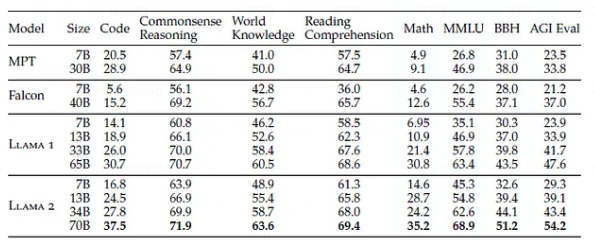 Model Size Code Commonsense Reasoning World Knowledge Reading Comprehension Math MMLU BBH AGI Eval
MPT 7B 20.5 57.4 41.0 57.5 4.9 26.8 31.0 23.5
30B 28.9 64.9 50.0 64.7 9.1 46.9 38.0 33.8
Falcon 7B 5.6 56.1 42.8 36.0 4.6 26.2 28.0 21.2
40B 15.2 69.2 56.7 65.7 12.6 55.4 37.1 37.0
LLAMA 1 7B 14.1 60.8 46.2 58.5 6.95 35.1 30.3 23.9
13B 18.9 66.1 52.6 62.3 10.9 46.9 37.0 33.9
33B 26.0 70.0 58.4 67.6 21.4 57.8 39.8 41.7
65B 30.7 70.7 60.5 68.6 30.8 63.4 43.5 47.6
LLAMA 2 7B 16.8 63.9 48.9 61.3 14.6 45.3 32.6 29.3
13B 24.5 66.9 55.4 65.8 28.7 54.8 39.4 39.1
34B 27.8 69.9 58.7 68.0 24.2 62.6 44.1 43.4
70B 37.5 71.9 63.6 69.4 35.2 68.9 51.2 54.2